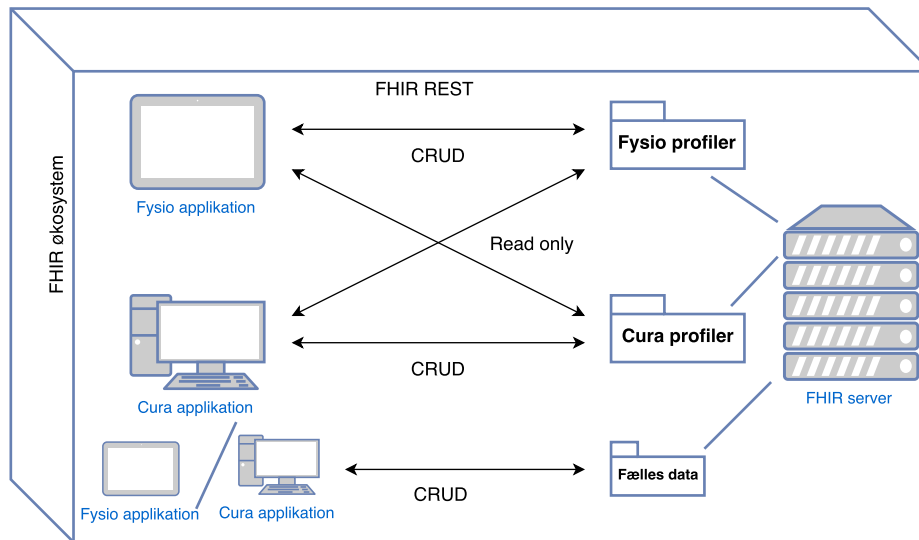 FHIR økosystem
FHIR REST
CRUD
Fysio profiler
Fysio applikation
Read only
Cura profiler
CRUD
Cura applikation
FHIR server
Fælles data
CRUD
Fysio applikation
Cura applikation